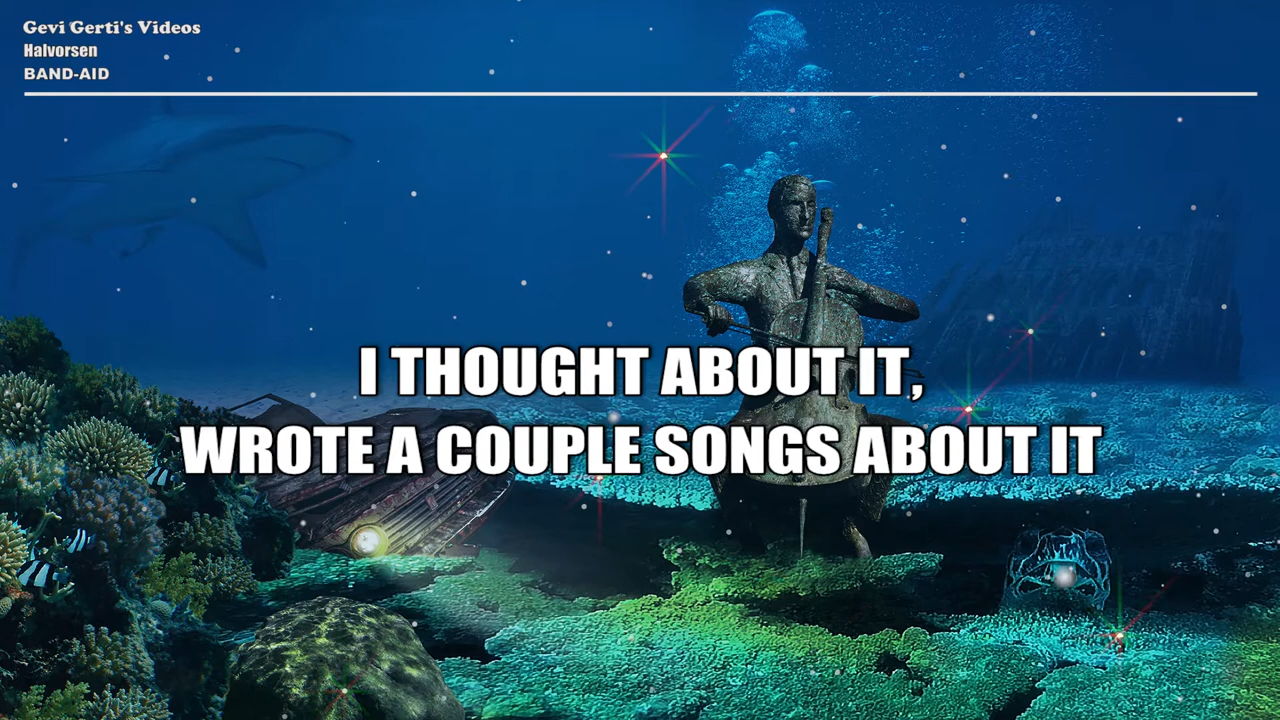 Gevi Gerti's Videos
Halvorsen
BAND-AID
I THOUGHT ABOUT IT,
WROTE A COUPLE SONGS ABOUT IT